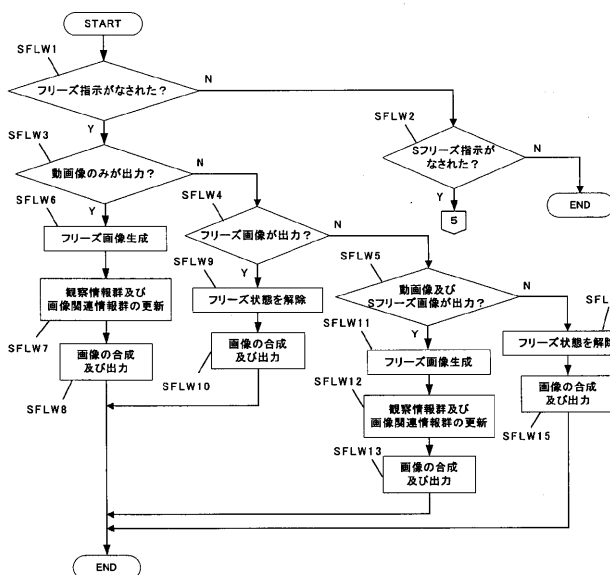 START
SFLW1
フリーズ指示がなされた?
N
Y
SFLW2
Sフリーズ指示が
なされた?
N
Y
5
END
SFLW3
動画像のみが出力?
N
Y
SFLW4
フリーズ画像が出力?
N
Y
SFLW5
動画像及び
Sフリーズ画像が出力?
N
Y
SFLW6
フリーズ画像生成
SFLW7
観察情報群及び
画像関連情報群の更新
SFLW8
画像の合成
及び出力
SFLW9
フリーズ状態を解除
SFLW10
画像の合成
及び出力
SFLW11
フリーズ画像生成
SFLW12
観察情報群及び
画像関連情報群の更新
SFLW13
画像の合成
及び出力
フリーズ状態を解除
SFLW15
画像の合成
及び出力
END